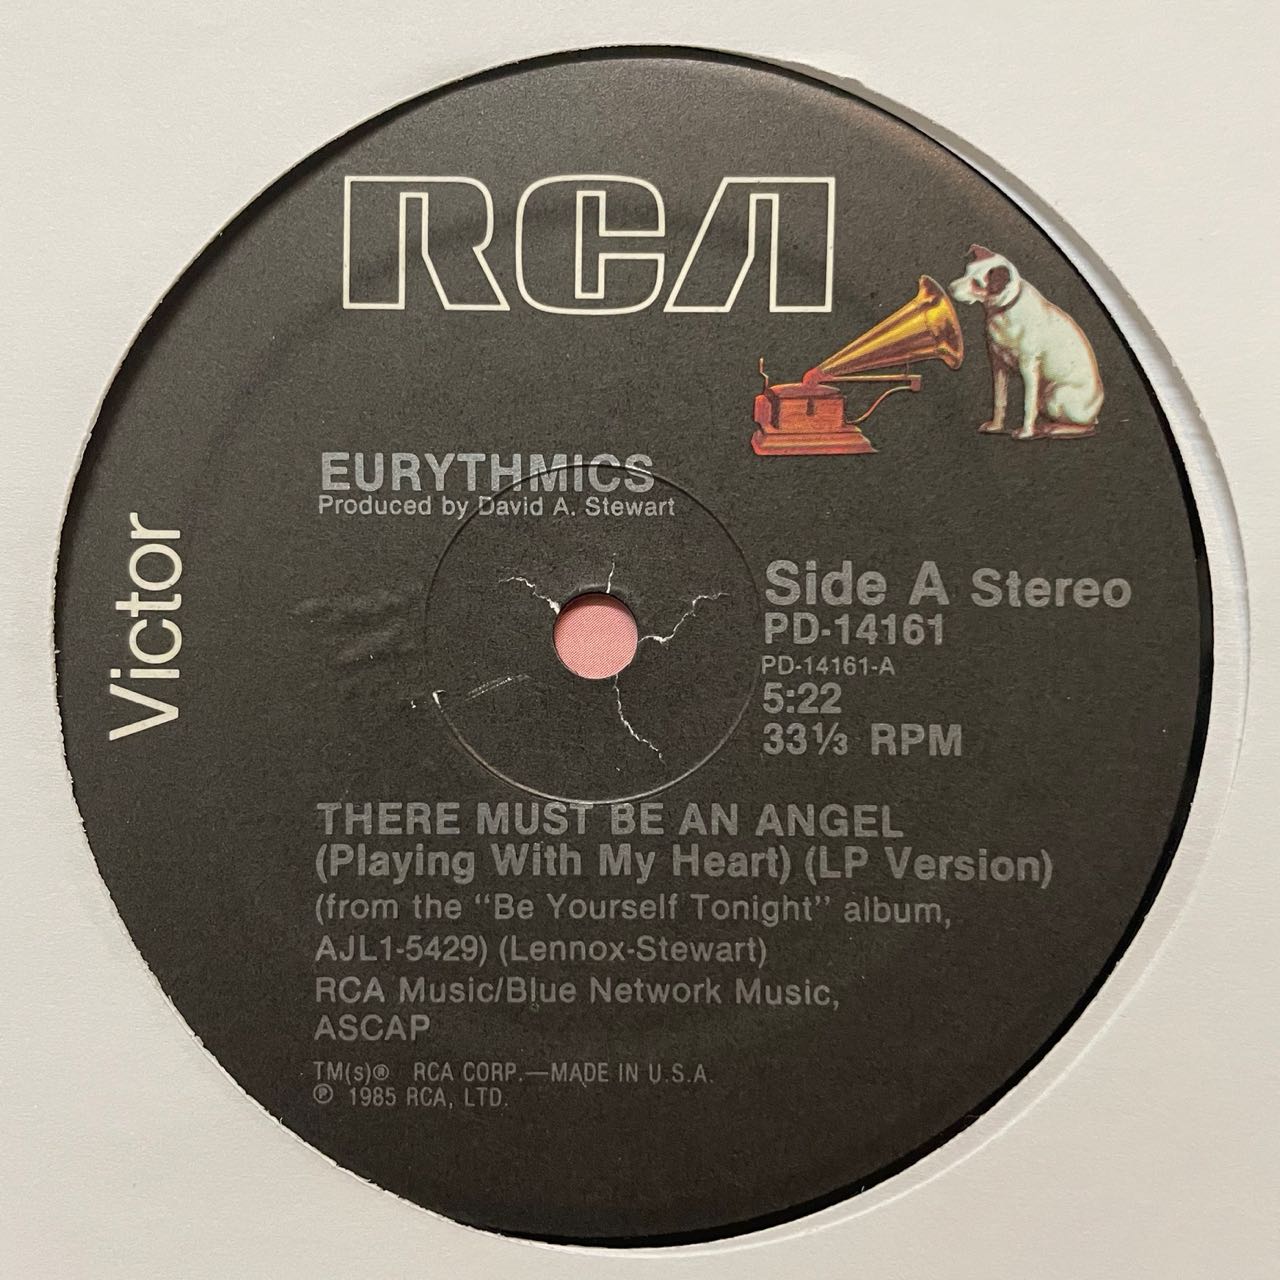 RCA
Victor
EURYTHMICS
Produced by David A. Stewart
Side A Stereo
PD-14161
PD-14161-A
5:22
33⅓ RPM
THERE MUST BE AN ANGEL
(Playing With My Heart) (LP Version)
(from the "Be Yourself Tonight" album,
AJL1-5429) (Lennox-Stewart)
RCA Music/Blue Network Music,
ASCAP
TM(s)® RCA CORP.—MADE IN U.S.A.
℗ 1985 RCA, LTD.